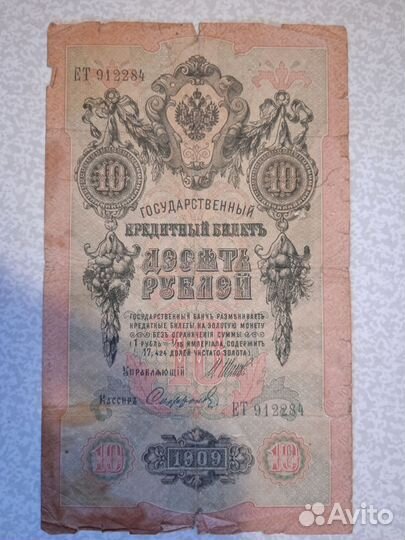 ЕТ 912284
10 10
ГОСУДАРСТВЕННЫЙ
КРЕДИТНЫЙ БИЛЕТЪ
ДЕСЯТЬ
РУБЛЕЙ
ГОСУДАРСТВЕННЫЙ БАНКЪ РАЗМѢНИВАЕТЪ
КРЕДИТНЫЕ БИЛЕТЫ НА ЗОЛОТУЮ МОНЕТУ
БЕЗЪ ОГРАНИЧЕНІЯ СУММЫ
(1 РУБЛЬ = 1/15 ИМПЕРІАЛА, СОДЕРЖИТЪ
17,424 ДОЛЕЙ ЧИСТАГО ЗОЛОТА)
Управляющій
Кассиръ
ЕТ 912284
10 1909 10
Avito